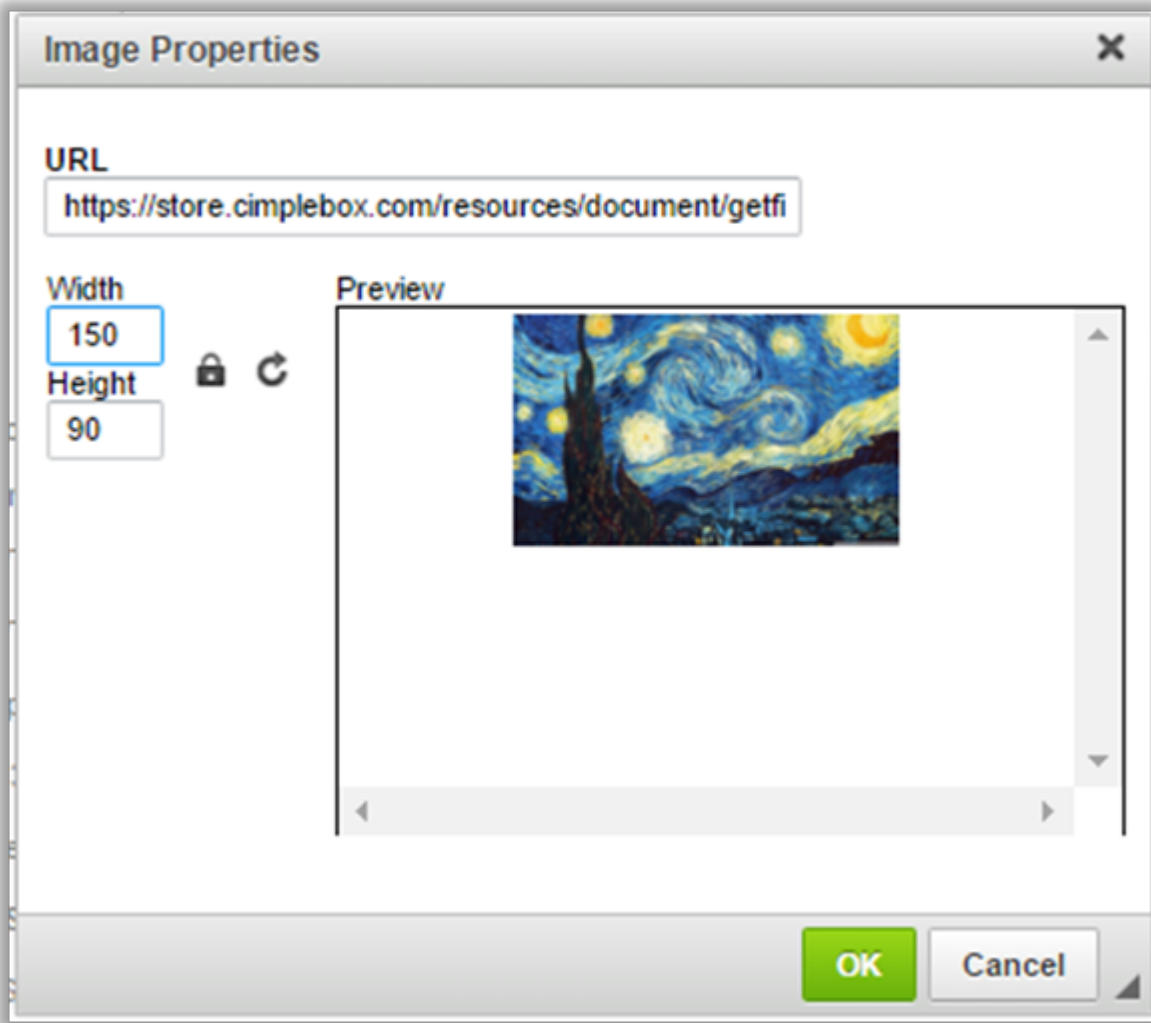 Image Properties
URL
https://store.cimplebox.com/resources/document/getfi
Width
150
Height
90
Preview
OK
Cancel